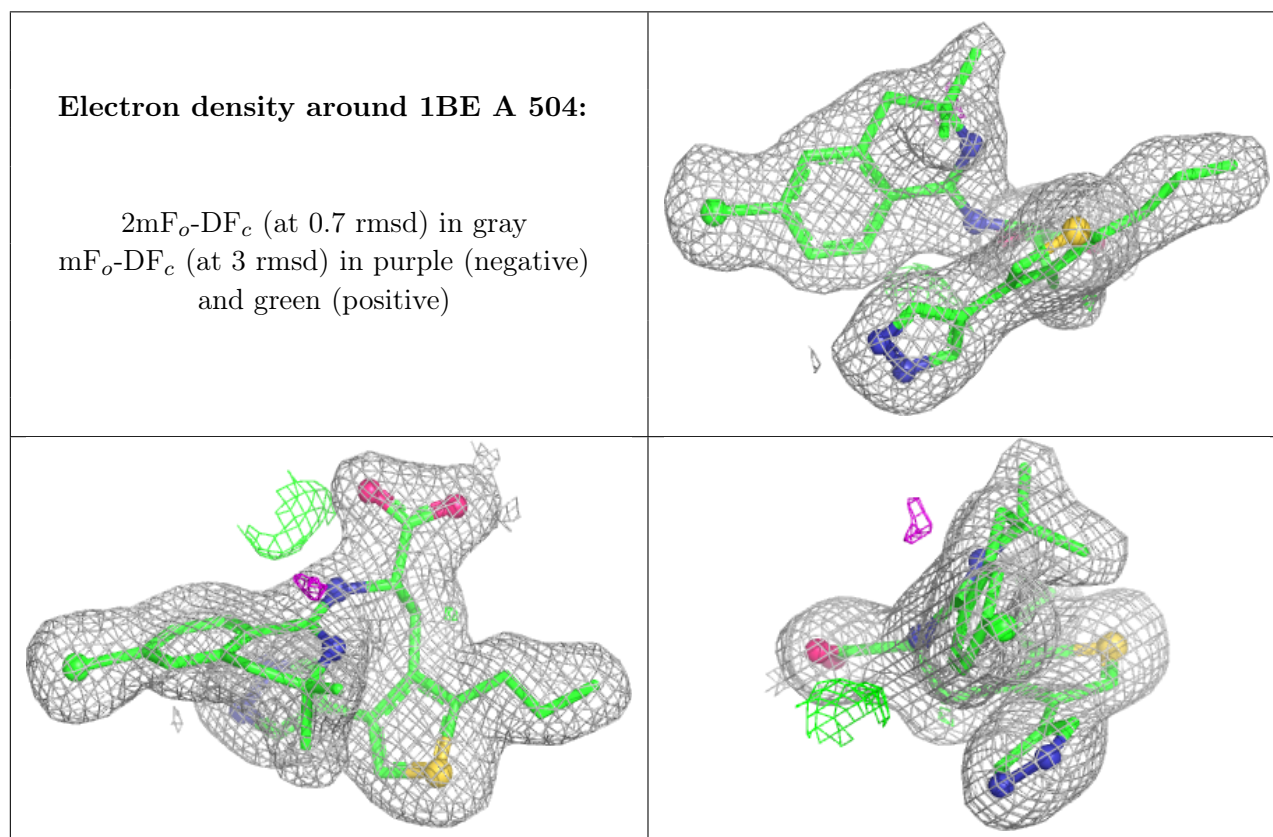 Electron density around 1BE A 504:
2mFo-DFc (at 0.7 rmsd) in gray
mFo-DFc (at 3 rmsd) in purple (negative)
and green (positive)